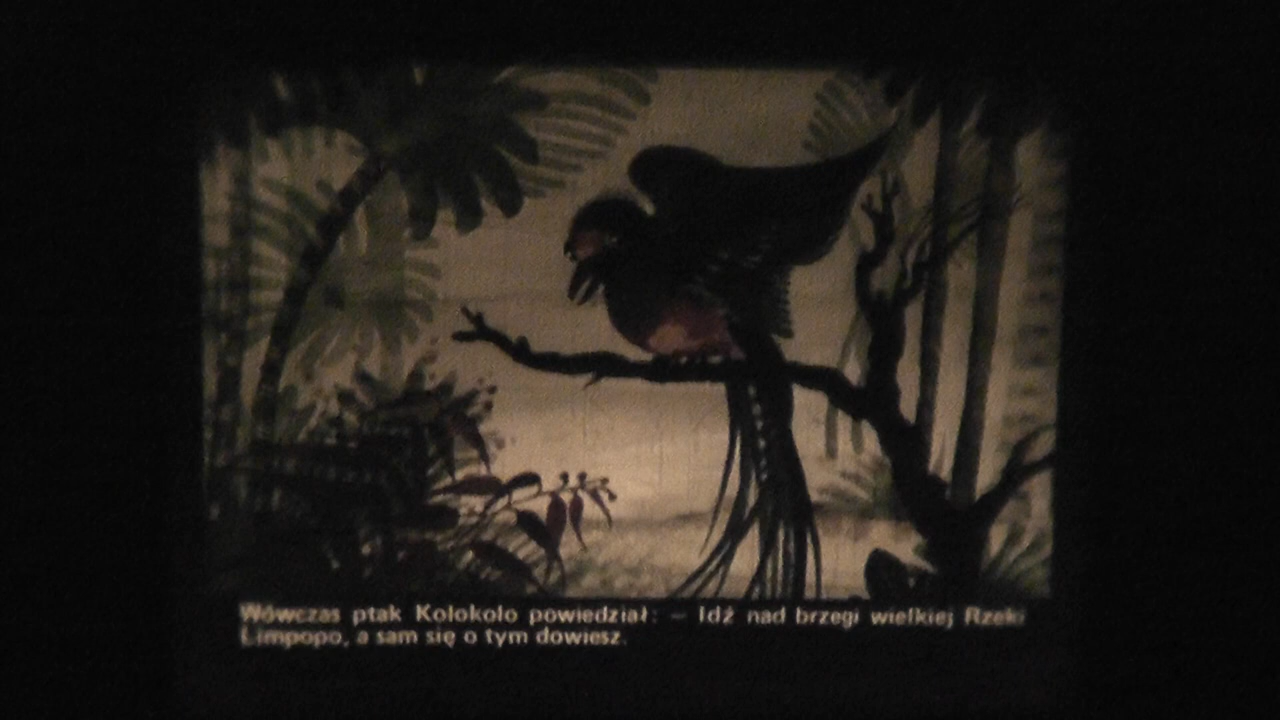 Wówczas ptak Kolokolo powiedział: – Idź nad brzegi wielkiej Rzeki
Limpopo, a sam się o tym dowiesz.